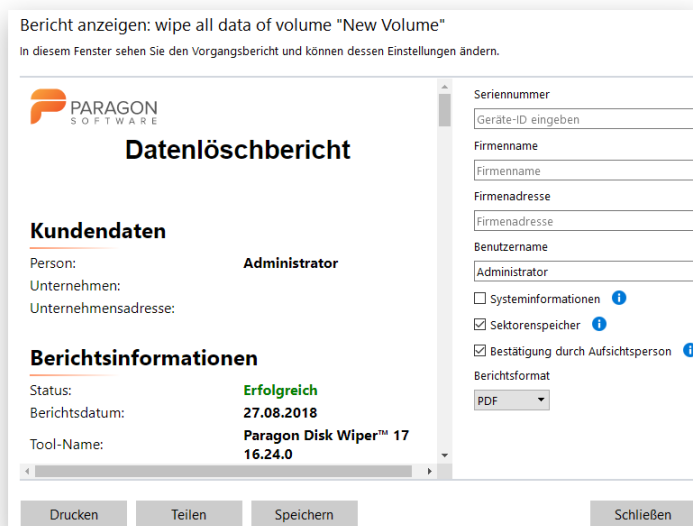 Bericht anzeigen: wipe all data of volume "New Volume"
In diesem Fenster sehen Sie den Vorgangsbericht und können dessen Einstellungen ändern.
PARAGON
SOFTWARE
Datenlöschbericht
Kundendaten
Person: Administrator
Unternehmen:
Unternehmensadresse:
Berichtsinformationen
Status: Erfolgreich
Berichtsdatum: 27.08.2018
Tool-Name: Paragon Disk Wiper™ 17
16.24.0
Seriennummer
Geräte-ID eingeben
Firmenname
Firmenname
Firmenadresse
Firmenadresse
Benutzername
Administrator
Systeminformationen
Sektorenspeicher
Bestätigung durch Aufsichtsperson
Berichtsformat
PDF
Drucken Teilen Speichern Schließen